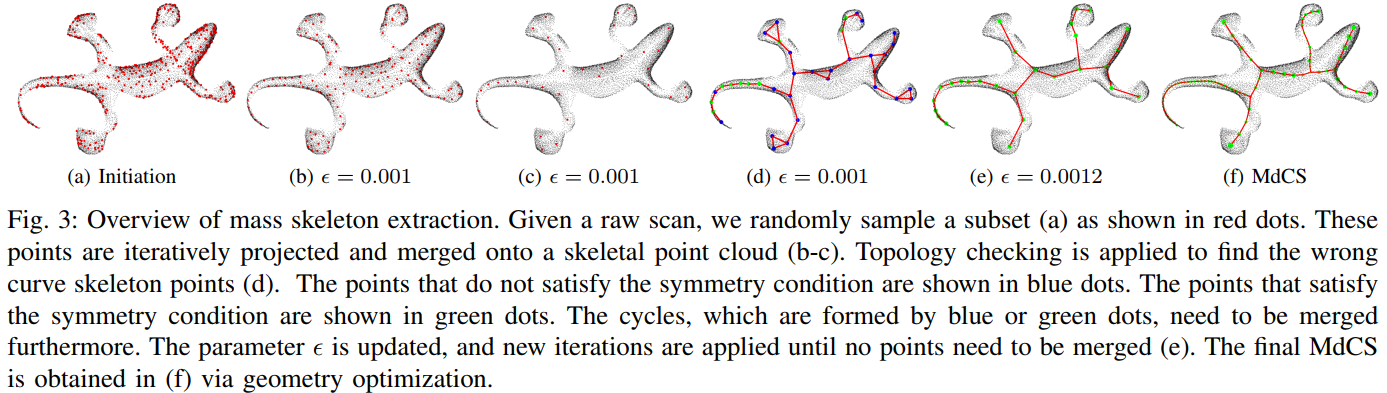 (a) Initiation (b) ϵ = 0.001 (c) ϵ = 0.001 (d) ϵ = 0.001 (e) ϵ = 0.0012 (f) MdCS
Fig. 3: Overview of mass skeleton extraction. Given a raw scan, we randomly sample a subset (a) as shown in red dots. These
points are iteratively projected and merged onto a skeletal point cloud (b-c). Topology checking is applied to find the wrong
curve skeleton points (d). The points that do not satisfy the symmetry condition are shown in blue dots. The points that satisfy
the symmetry condition are shown in green dots. The cycles, which are formed by blue or green dots, need to be merged
furthermore. The parameter ϵ is updated, and new iterations are applied until no points need to be merged (e). The final MdCS
is obtained in (f) via geometry optimization.